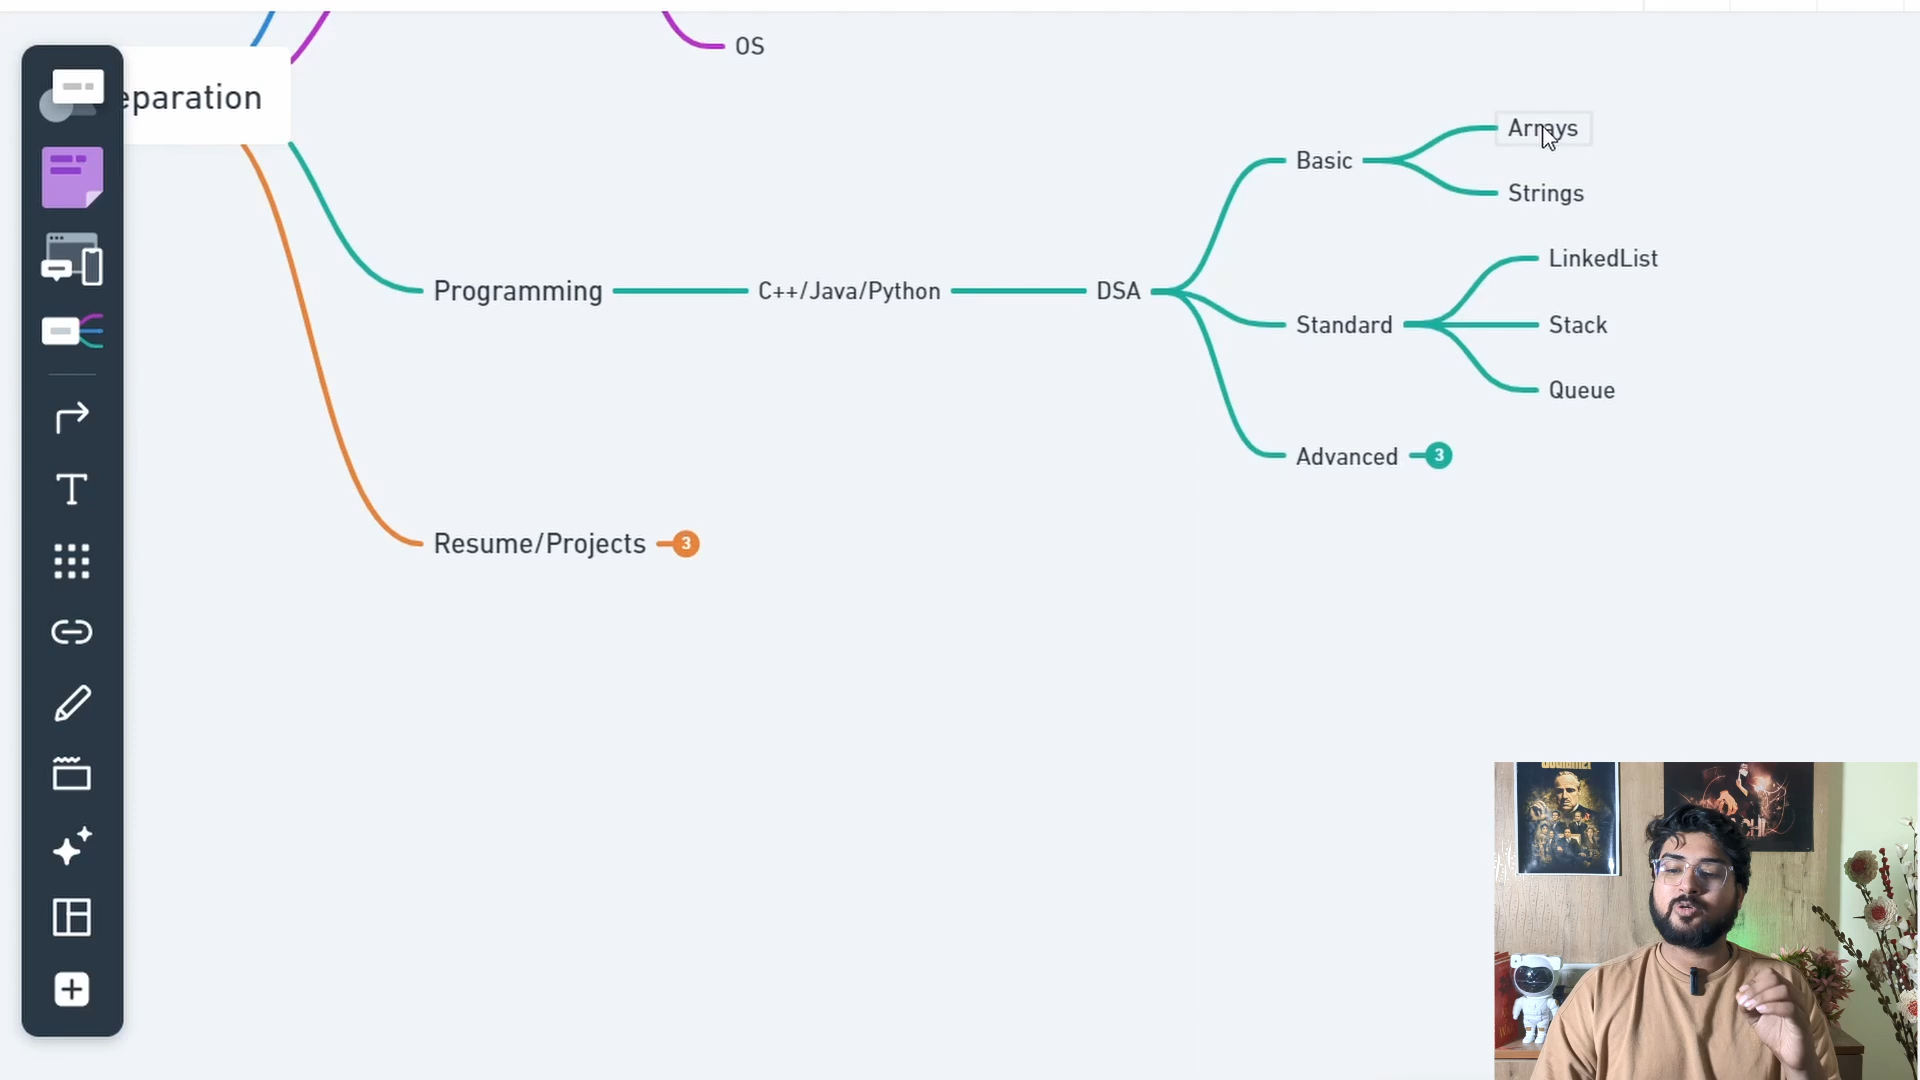 OS
eparation
Arrays
Basic
Strings
LinkedList
Programming
C++/Java/Python
DSA
Standard
Stack
Queue
Advanced
3
Resume/Projects
3